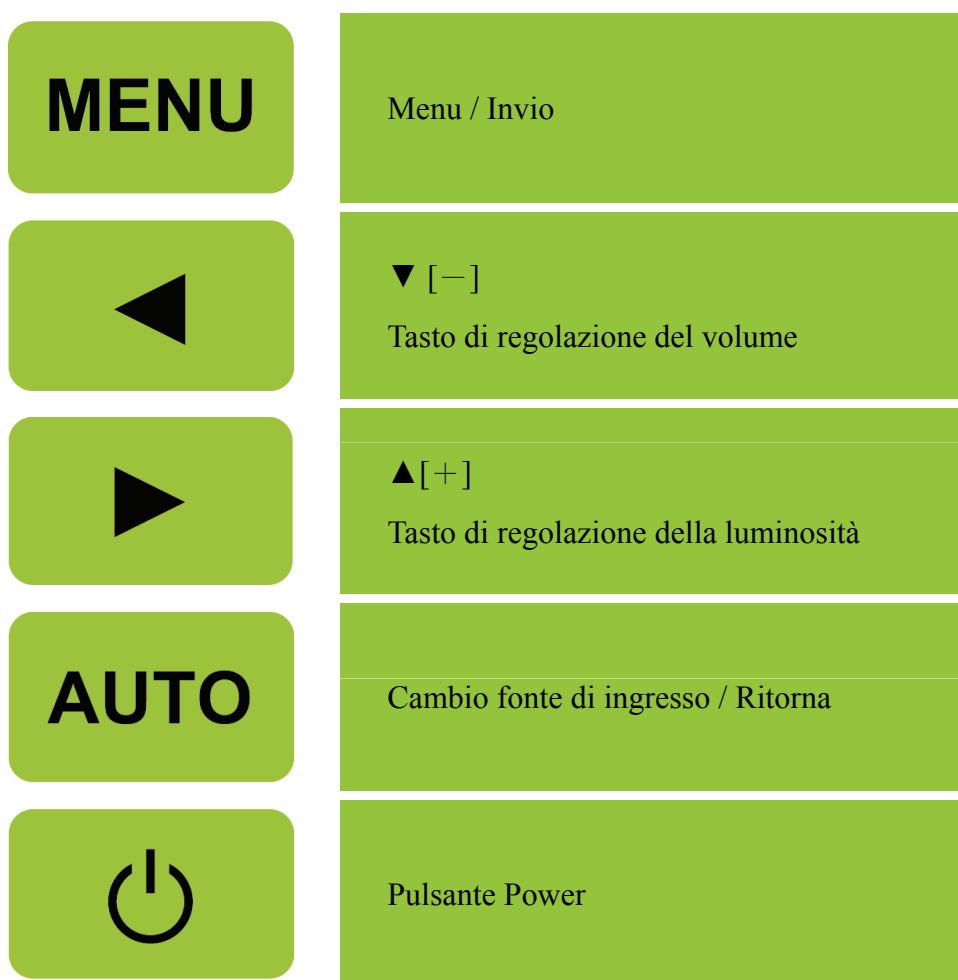 MENU
Menu / Invio
◀
▼ [－]
Tasto di regolazione del volume
▶
▲[＋]
Tasto di regolazione della luminosità
AUTO
Cambio fonte di ingresso / Ritorna
Pulsante Power